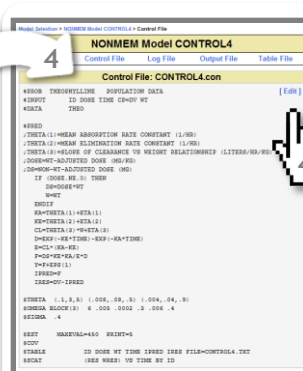 Model Selection > NONMEM Model CONTROL4 > Control File
NONMEM Model CONTROL4
4
Control File Log File Output File Table File
Control File: CONTROL4.con
[ Edit ]
$PROB THEOPHYLLINE POPULATION DATA
$INPUT ID DOSE TIME CP=DV WT
$DATA THEO
$PRED
;THETA(1)=MEAN ABSORPTION RATE CONSTANT (1/HR)
;THETA(2)=MEAN ELIMINATION RATE CONSTANT (1/HR)
;THETA(3)=SLOPE OF CLEARANCE VS WEIGHT RELATIONSHIP (LITERS/HR/KG)
;DOSE=WT-ADJUSTED DOSE (MG/KG)
;DS=NON-WT-ADJUSTED DOSE (MG)
IF (DOSE.NE.0) THEN
DS=DOSE*WT
W=WT
ENDIF
KA=THETA(1)+ETA(1)
KE=THETA(2)+ETA(2)
CL=THETA(3)*W+ETA(3)
D=EXP(-KE*TIME)-EXP(-KA*TIME)
E=CL*(KA-KE)
F=DS*KE*KA/E*D
Y=F+EPS(1)
IPRED=F
IRES=DV-IPRED
$THETA (.1,3,5) (.008,.08,.5) (.004,.04,.9)
$OMEGA BLOCK(3) 6 .005 .0002 .3 .006 .4
$SIGMA .4
$EST MAXEVAL=450 PRINT=5
$COV
$TABLE ID DOSE WT TIME IPRED IRES FILE=CONTROL4.TXT
$SCAT (RES WRES) VS TIME BY ID